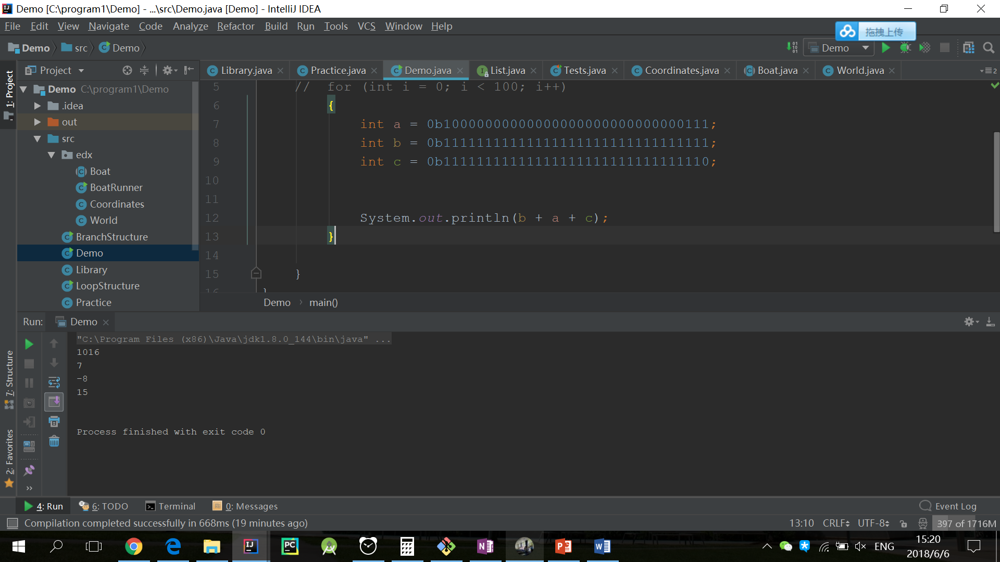 Demo [C:\program1\Demo] - ...\src\Demo.java [Demo] - IntelliJ IDEA
File Edit View Navigate Code Analyze Refactor Build Run Tools VCS Window Help
拖拽上传
Demo src Demo
Demo
Project
Library.java Practice.java Demo.java List.java Tests.java Coordinates.java Boat.java World.java
2
1: Project
7: Structure
2: Favorites
Demo C:\program1\Demo
.idea
out
src
edx
Boat
BoatRunner
Coordinates
World
BranchStructure
Demo
Library
LoopStructure
Practice
5 // for (int i = 0; i < 100; i++)
6 {
7 int a = 0b10000000000000000000000000000111;
8 int b = 0b11111111111111111111111111111111;
9 int c = 0b11111111111111111111111111111110;
10
11
12 System.out.println(b + a + c);
13 }
14
15 }
16 }
Demo main()
Run: Demo
"C:\Program Files (x86)\Java\jdk1.8.0_144\bin\java" ...
1016
7
-8
15
Process finished with exit code 0
4: Run 6: TODO Terminal 0: Messages Event Log
Compilation completed successfully in 668ms (19 minutes ago) 13:10 CRLF UTF-8 397 of 1716M
ENG
15:20
2018/6/6